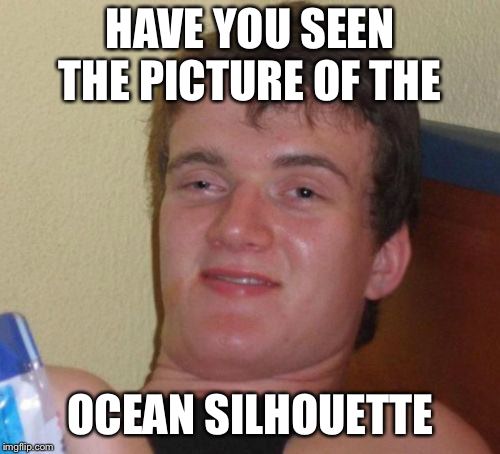 HAVE YOU SEEN
THE PICTURE OF THE
OCEAN SILHOUETTE
imgflip.com